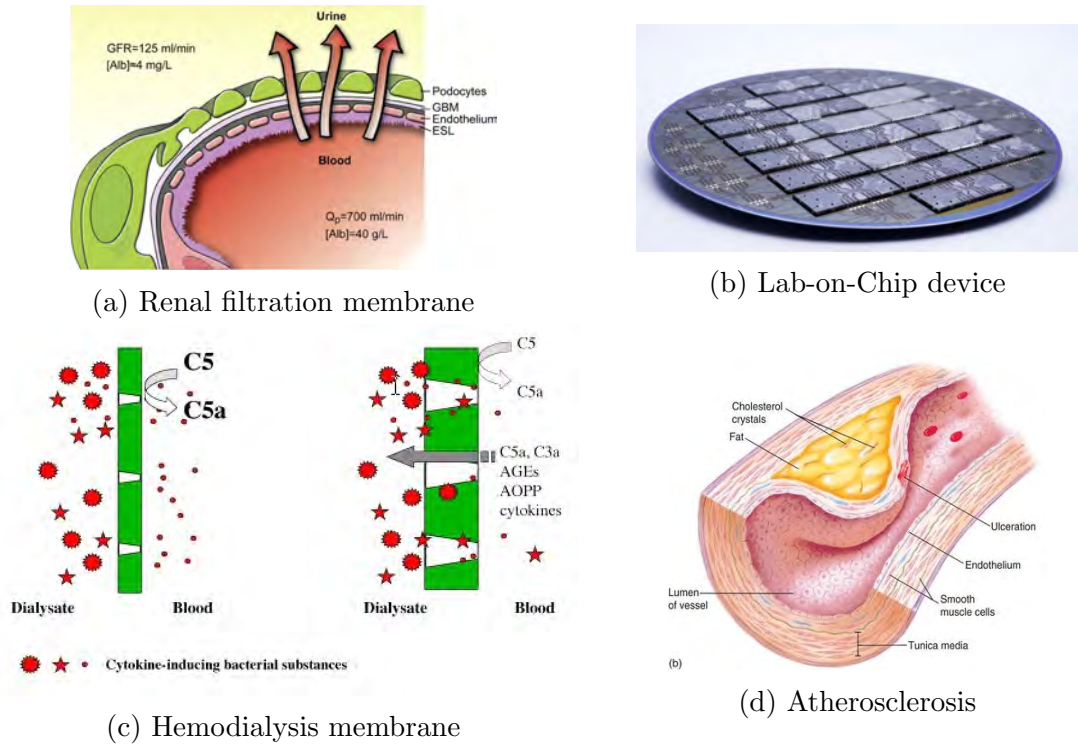 Urine
GFR=125 ml/min
[Alb]=4 mg/L
Podocytes
GBM
Endothelium
ESL
Blood
Qp=700 ml/min
[Alb]=40 g/L
(a) Renal filtration membrane
(b) Lab-on-Chip device
C5
C5a
Dialysate
Blood
C5
C5a
C5a, C3a
AGEs
AOPP
cytokines
Dialysate
Blood
Cytokine-inducing bacterial substances
(c) Hemodialysis membrane
Cholesterol
crystals
Fat
Ulceration
Endothelium
Lumen
of vessel
Smooth
muscle cells
Tunica media
(b)
(d) Atherosclerosis